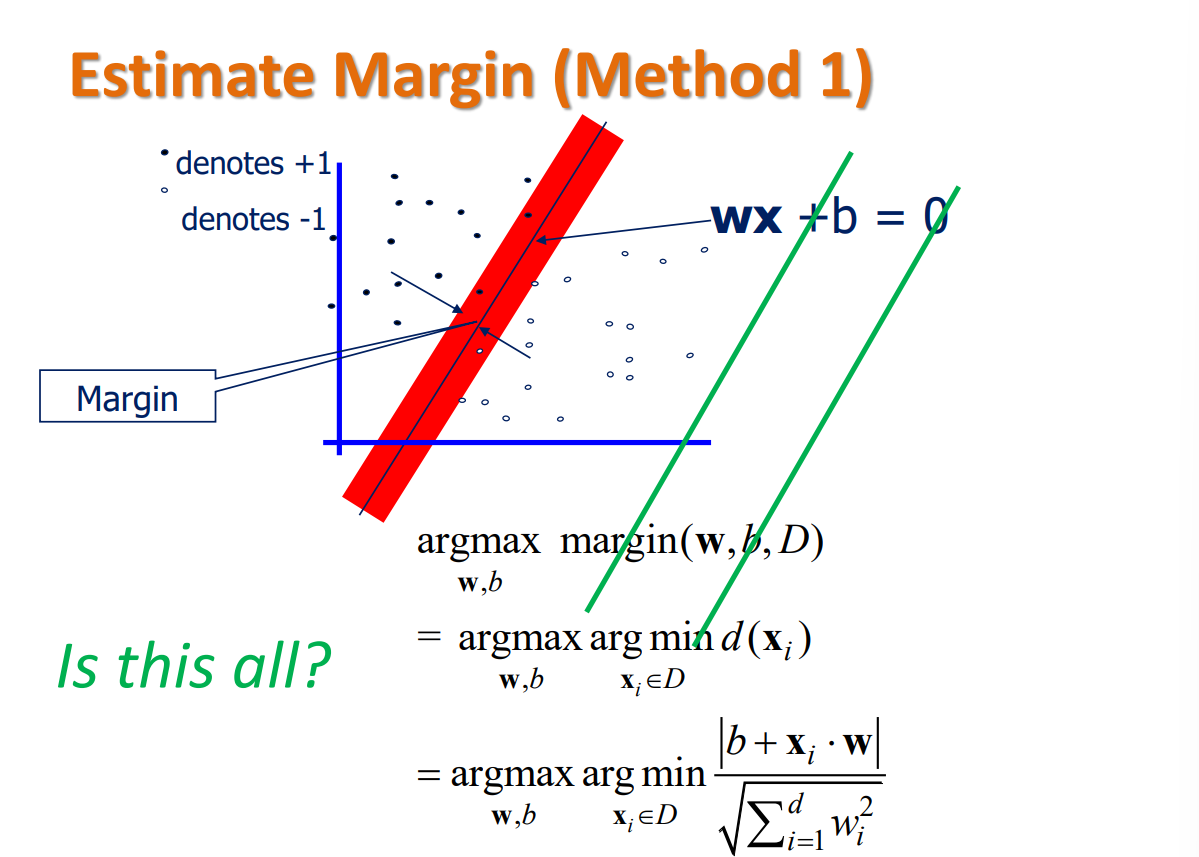 Estimate Margin (Method 1)
denotes +1
denotes -1
wx +b = 0
Margin
argmax margin(w,b,D)
w,b
= argmax arg min d(xᵢ)
w,b xᵢ∈D
Is this all?
= argmax arg min |b + xᵢ · w| / √∑ᵢ₌₁ᵈ wᵢ²
w,b xᵢ∈D